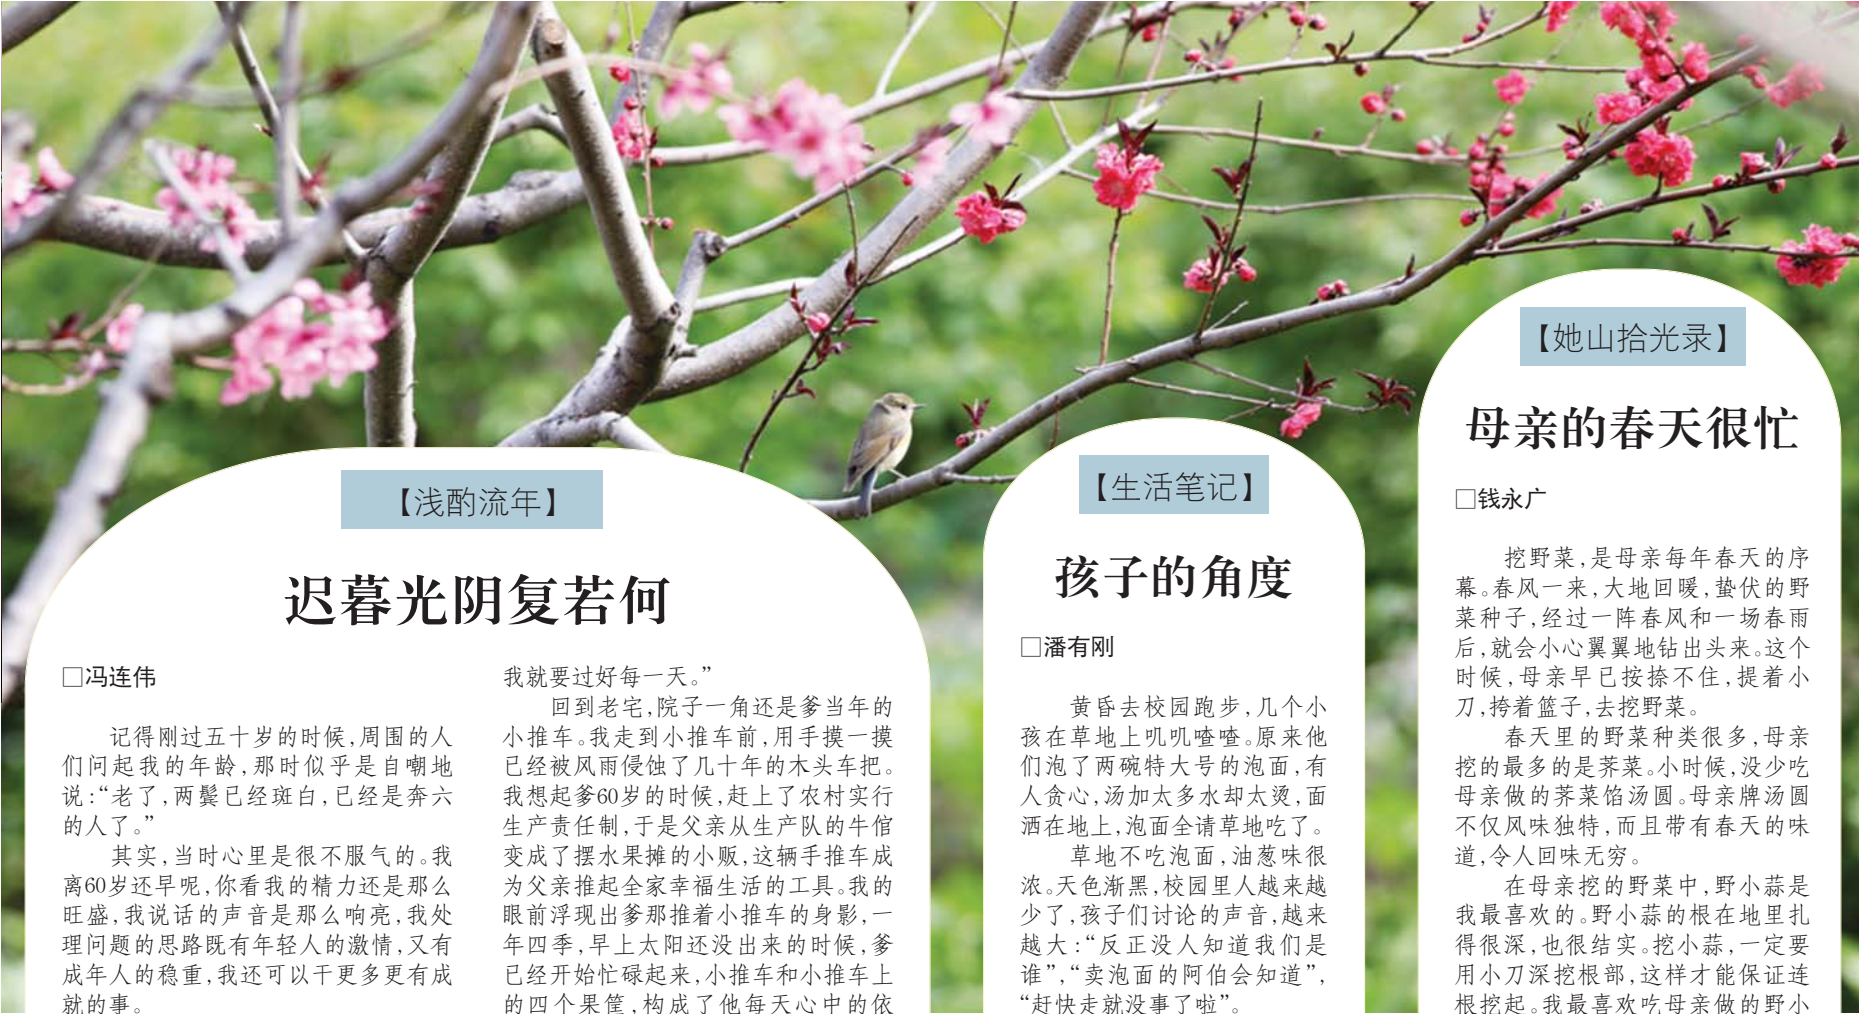 【浅酌流年】
迟暮光阴复若何
□冯连伟
记得刚过五十岁的时候,周围的人
们问起我的年龄,那时似乎是自嘲地
说:“老了,两鬓已经斑白,已经是奔六
的人了。”
其实,当时心里是很不服气的。我
离60岁还早呢,你看我的精力还是那么
旺盛,我说话的声音是那么响亮,我处
理问题的思路既有年轻人的激情,又有
成年人的稳重,我还可以干更多更有成
就的事。
我就要过好每一天。”
回到老宅,院子一角还是爹当年的
小推车。我走到小推车前,用手摸一摸
已经被风雨侵蚀了几十年的木头车把。
我想起爹60岁的时候,赶上了农村实行
生产责任制,于是父亲从生产队的牛倌
变成了摆水果摊的小贩,这辆手推车成
为父亲推起全家幸福生活的工具。我的
眼前浮现出爹那推着小推车的身影,一
年四季,早上太阳还没出来的时候,爹
已经开始忙碌起来,小推车和小推车上
的四个果筐,构成了他每天心中的依
【生活笔记】
孩子的角度
□潘有刚
黄昏去校园跑步,几个小
孩在草地上叽叽喳喳。原来他
们泡了两碗特大号的泡面,有
人贪心,汤加太多水却太烫,面
洒在地上,泡面全请草地吃了。
草地不吃泡面,油葱味很
浓。天色渐黑,校园里人越来越
少了,孩子们讨论的声音,越来
越大:“反正没人知道我们是
谁”,“卖泡面的阿伯会知道”,
“赶快走就没事了啦”。
【她山拾光录】
母亲的春天很忙
□钱永广
挖野菜,是母亲每年春天的序
幕。春风一来,大地回暖,蛰伏的野
菜种子,经过一阵春风和一场春雨
后,就会小心翼翼地钻出头来。这个
时候,母亲早已按捺不住,提着小
刀,挎着篮子,去挖野菜。
春天里的野菜种类很多,母亲
挖的最多的是荠菜。小时候,没少吃
母亲做的荠菜馅汤圆。母亲牌汤圆
不仅风味独特,而且带有春天的味
道,令人回味无穷。
在母亲挖的野菜中,野小蒜是
我最喜欢的。野小蒜的根在地里扎
得很深,也很结实。挖小蒜,一定要
用小刀深挖根部,这样才能保证连
根挖起。我最喜欢吃母亲做的野小